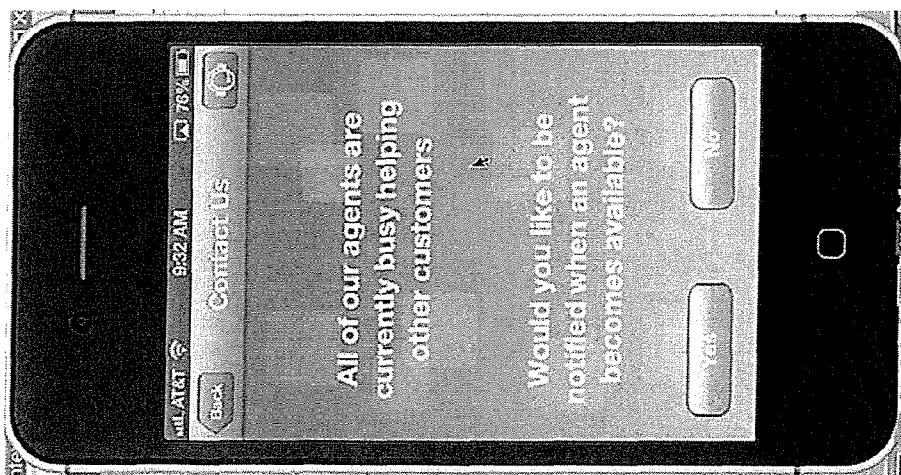 AT&T 9:32 AM 76%
Back Contact Us
All of our agents are
currently busy helping
other customers
Would you like to be
notified when an agent
becomes available?
Yes No